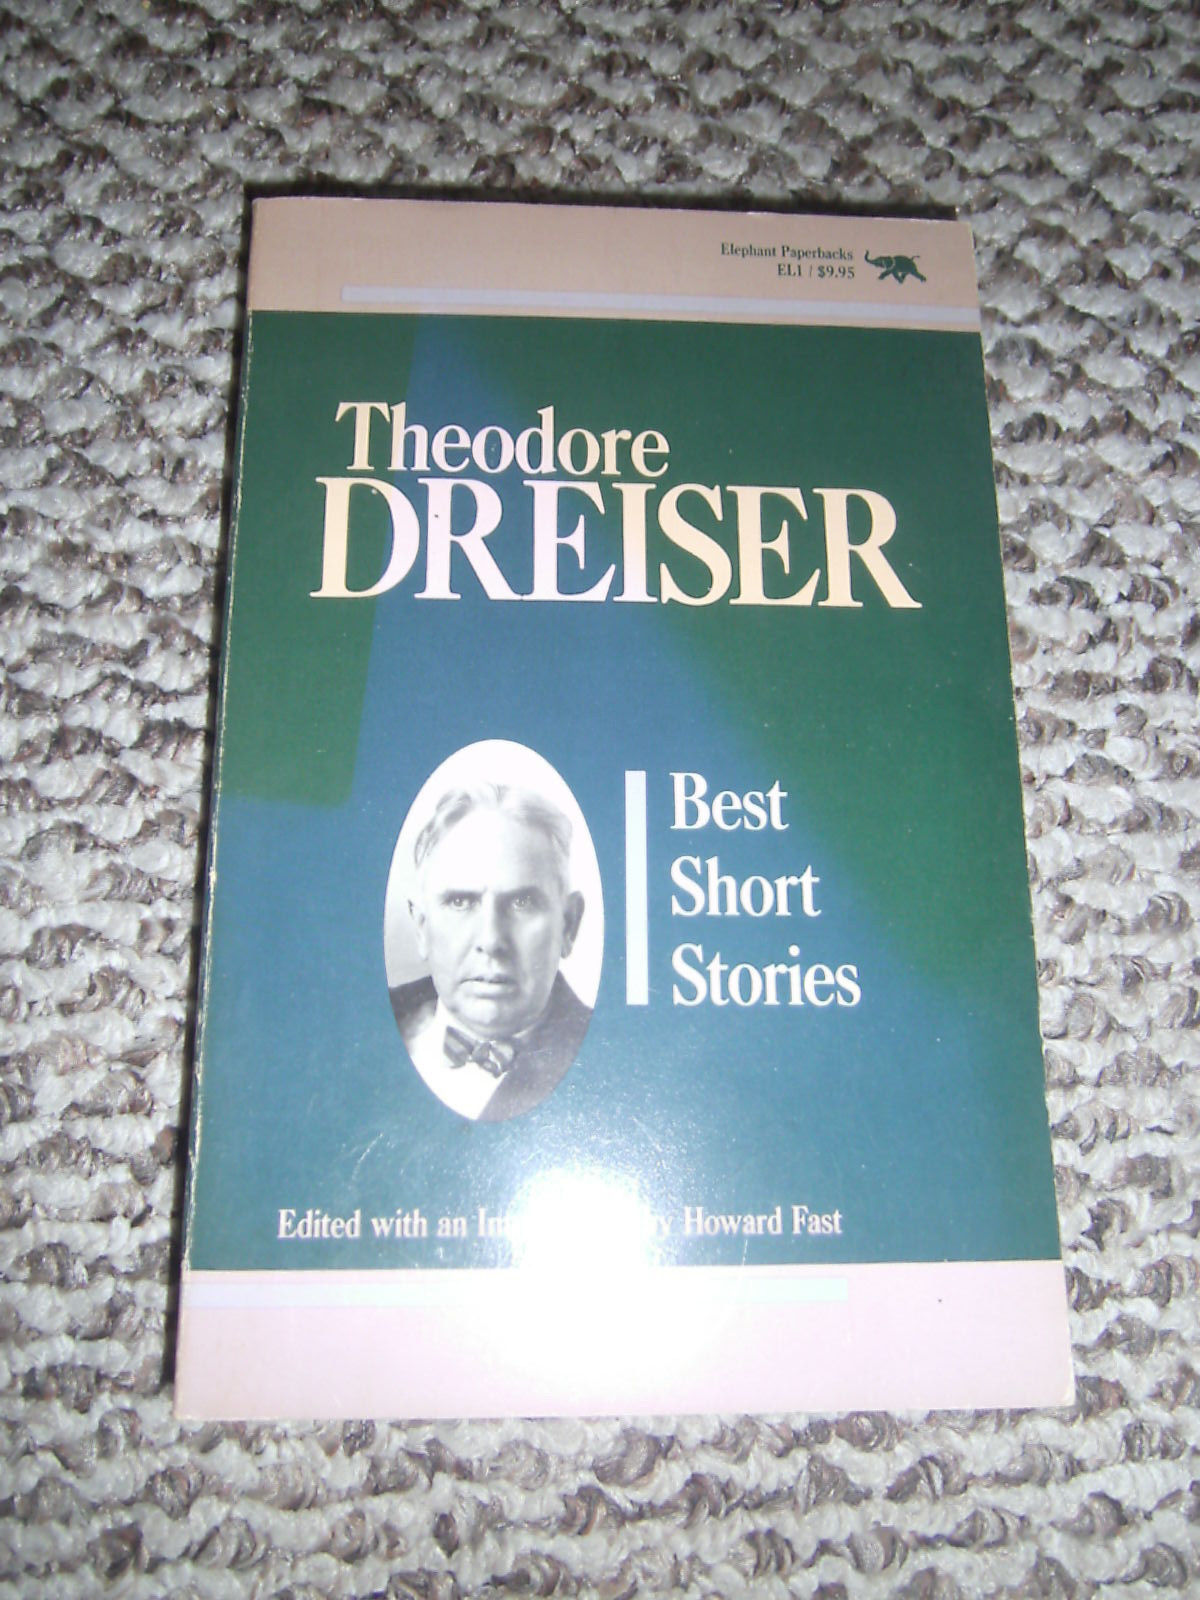 Elephant Paperbacks
EL1 / $9.95
Theodore
DREISER
Best
Short
Stories
Edited with an Howard Fast